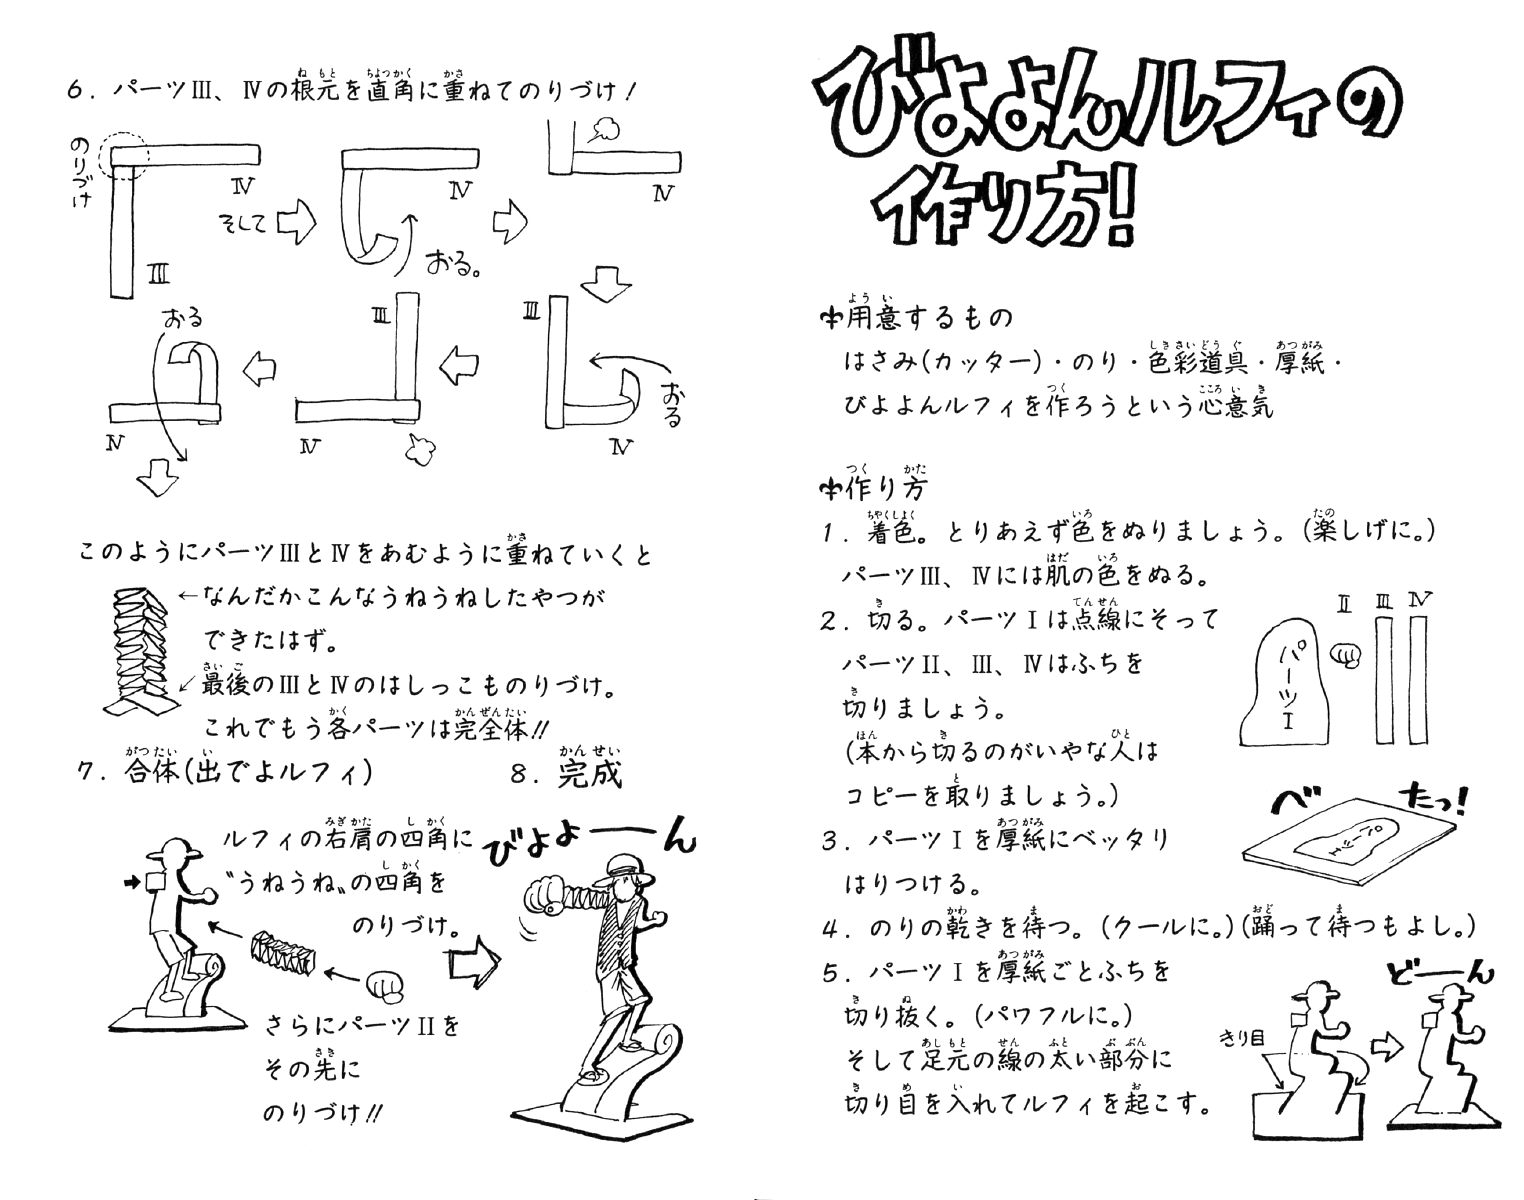 びよよんルフィの
作り方!
用意するもの
はさみ(カッター)・のり・色彩道具・厚紙・
びよよんルフィを作ろうという心意気
作り方
1. 着色。とりあえず色をぬりましょう。(楽しげに。)
パーツⅢ、Ⅳには肌の色をぬる。
2. 切る。パーツⅠは点線にそって
パーツⅡ、Ⅲ、Ⅳはふちを
切りましょう。
(本から切るのがいやな人は
コピーを取りましょう。)
パーツⅠ
Ⅱ Ⅲ Ⅳ
3. パーツⅠを厚紙にベッタリ
はりつける。
べたっ!
パーツⅠ
4. のりの乾きを待つ。(クールに。)(踊って待つもよし。)
5. パーツⅠを厚紙ごとふちを
切り抜く。(パワフルに。)
そして足元の線の太い部分に
切り目を入れてルフィを起こす。
きり目
どーん
6. パーツⅢ、Ⅳの根元を直角に重ねてのりづけ!
のりづけ
Ⅳ
Ⅲ
そして
Ⅳ
おる。
Ⅳ
Ⅲ
おる
Ⅳ
Ⅲ
Ⅳ
おる
Ⅳ
このようにパーツⅢとⅣをあむように重ねていくと
←なんだかこんなうねうねしたやつが
できたはず。
↙最後のⅢとⅣのはしっこものりづけ。
これでもう各パーツは完全体!!
7. 合体(出でよルフィ)
ルフィの右肩の四角に
〝うねうね〟の四角を
のりづけ。
さらにパーツⅡを
その先に
のりづけ!!
8. 完成
びよよーん